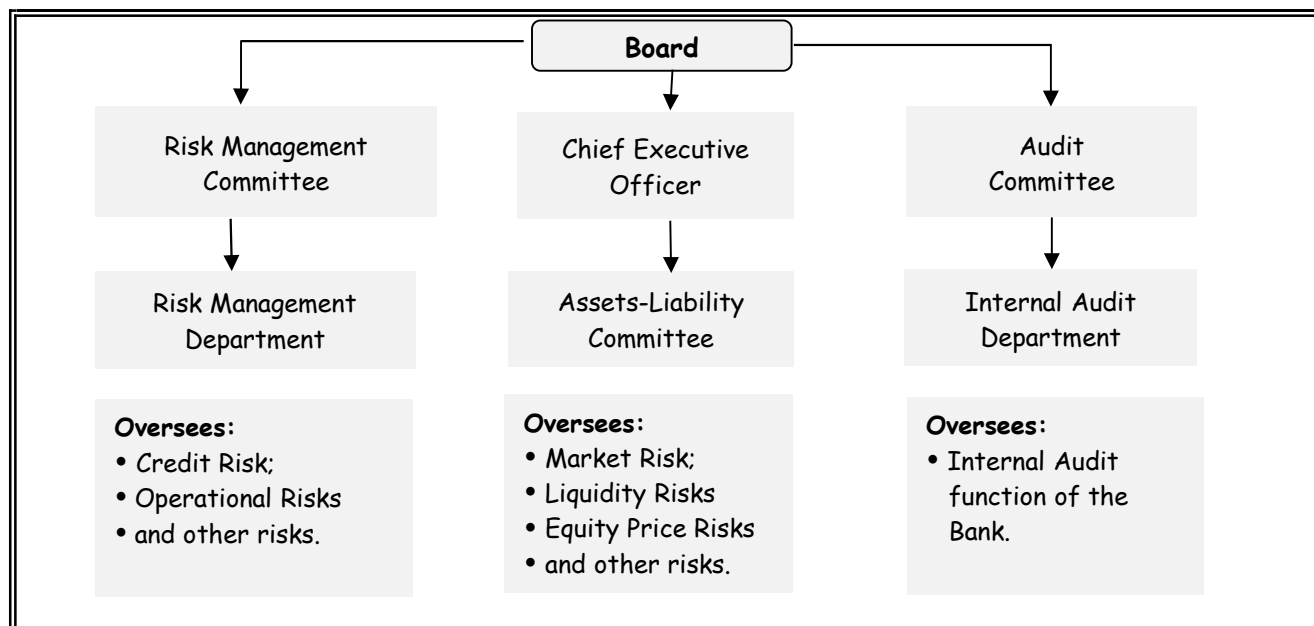 Board
Risk Management
Committee
Chief Executive
Officer
Audit
Committee
Risk Management
Department
Assets-Liability
Committee
Internal Audit
Department
Oversees:
• Credit Risk;
• Operational Risks
• and other risks.
Oversees:
• Market Risk;
• Liquidity Risks
• Equity Price Risks
• and other risks.
Oversees:
• Internal Audit
function of the
Bank.